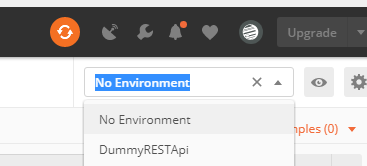 Upgrade
No Environment
No Environment
mples (0)
DummyRESTApi